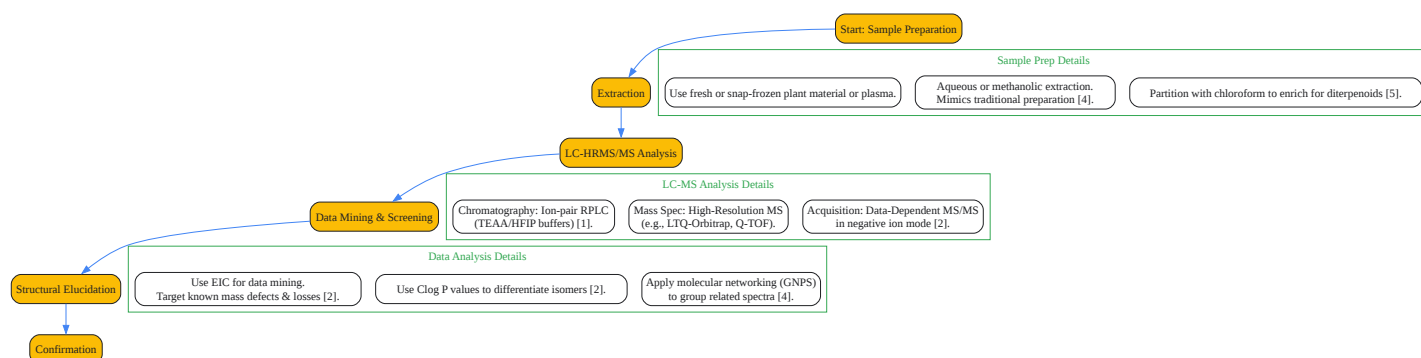 Start: Sample Preparation
Sample Prep Details
Extraction
Use fresh or snap-frozen plant material or plasma.
Aqueous or methanolic extraction.
Mimics traditional preparation [4].
Partition with chloroform to enrich for diterpenoids [5].
LC-HRMS/MS Analysis
LC-MS Analysis Details
Data Mining & Screening
Chromatography: Ion-pair RPLC
(TEAA/HFIP buffers) [1].
Mass Spec: High-Resolution MS
(e.g., LTQ-Orbitrap, Q-TOF).
Acquisition: Data-Dependent MS/MS
in negative ion mode [2].
Data Analysis Details
Structural Elucidation
Use EIC for data mining.
Target known mass defects & losses [2].
Use Clog P values to differentiate isomers [2].
Apply molecular networking (GNPS)
to group related spectra [4].
Confirmation